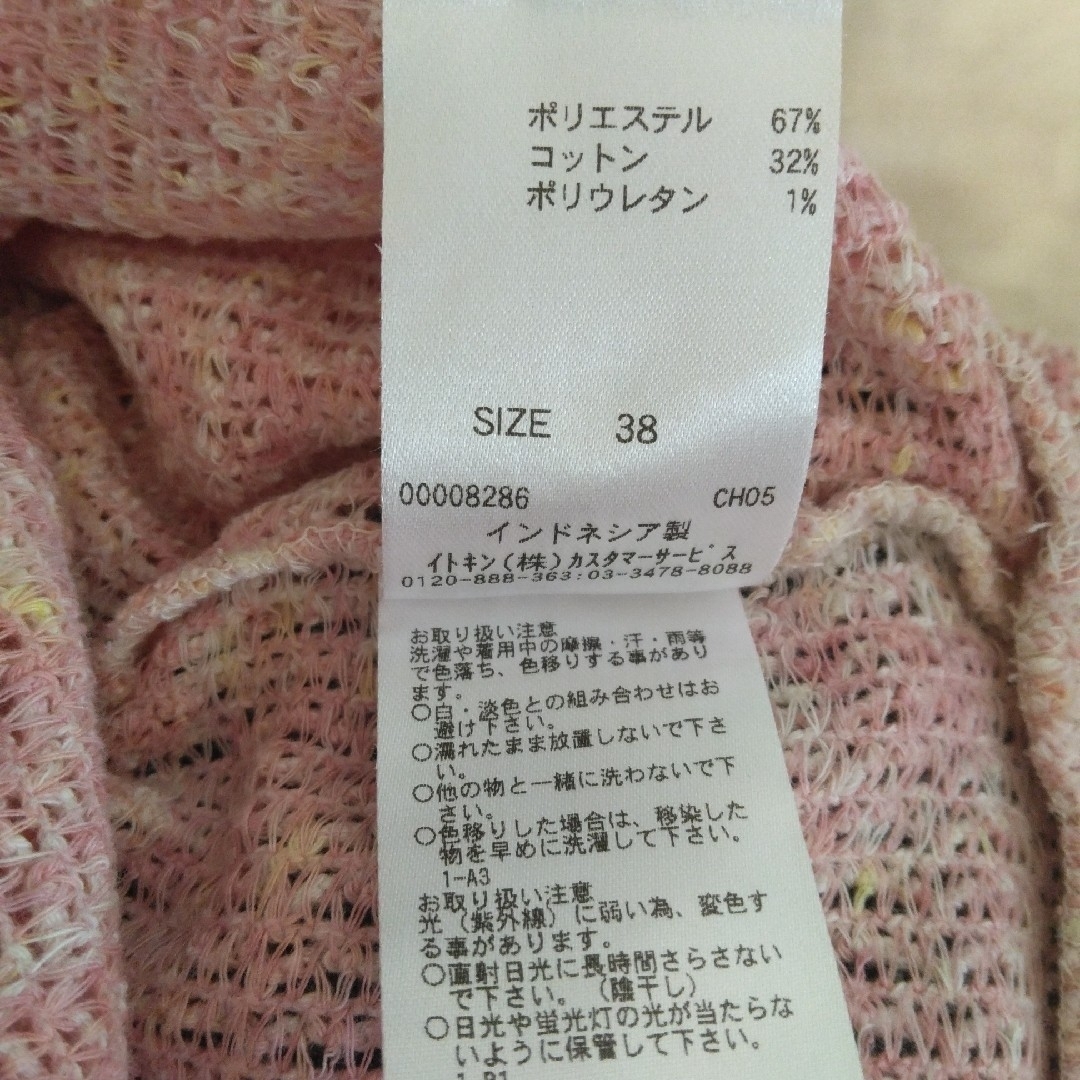 ポリエステル 67%
コットン 32%
ポリウレタン 1%
SIZE 38
00008286 CH05
インドネシア製
イトキン(株)カスタマーサービス
0120-888-363:03-3478-8088
お取り扱い注意
洗濯や着用中の摩擦・汗・雨等
で色落ち、色移りする事があり
ます。
○白・淡色との組み合わせはお
避け下さい。
○濡れたまま放置しないで下さ
い。
○他の物と一緒に洗わないで下
さい。
○色移りした場合は、移染した
物を早めに洗濯して下さい。
1-A3
お取り扱い注意
光(紫外線)に弱い為、変色す
る事があります。
○直射日光に長時間さらさない
で下さい。(陰干し)
○日光や蛍光灯の光が当たらな
いように保管して下さい。
1-B1